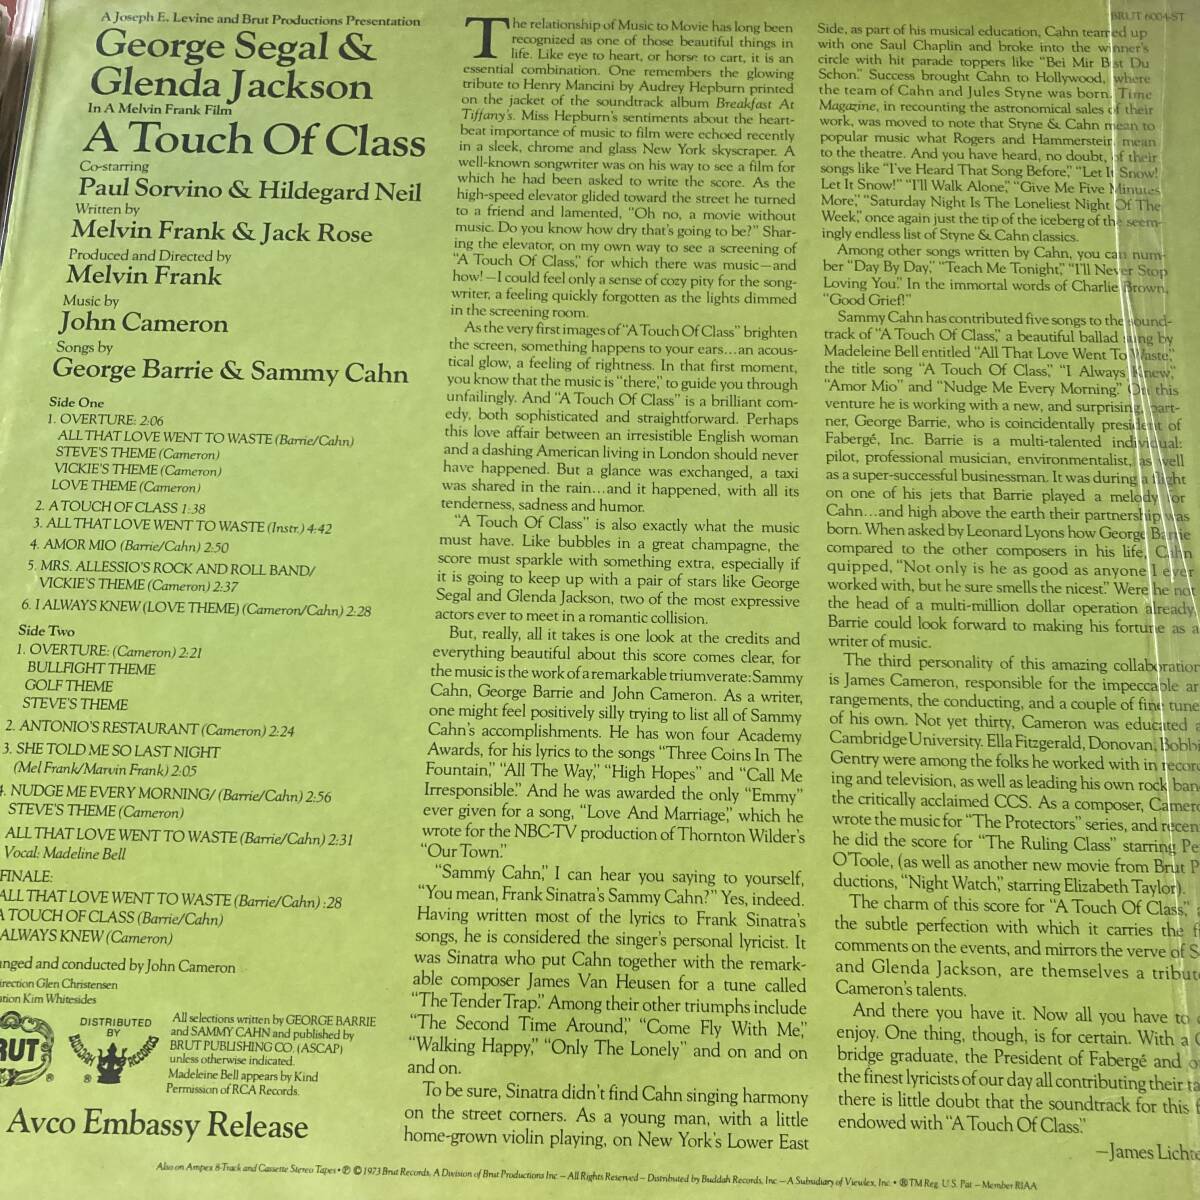 A Joseph E. Levine and Brut Productions Presentation
George Segal &
Glenda Jackson
In A Melvin Frank Film
A Touch Of Class
Co-starring
Paul Sorvino & Hildegard Neil
Written by
Melvin Frank & Jack Rose
Produced and Directed by
Melvin Frank
Music by
John Cameron
Songs by
George Barrie & Sammy Cahn
Side One
1. OVERTURE: 2:06
ALL THAT LOVE WENT TO WASTE (Barrie/Cahn)
STEVE'S THEME (Cameron)
VICKIE'S THEME (Cameron)
LOVE THEME (Cameron)
2. A TOUCH OF CLASS 1:38
3. ALL THAT LOVE WENT TO WASTE (Instr.) 4:42
4. AMOR MIO (Barrie/Cahn) 2:50
5. MRS. ALLESSIO'S ROCK AND ROLL BAND/
VICKIE'S THEME (Cameron) 2:37
6. I ALWAYS KNEW (LOVE THEME) (Cameron/Cahn) 2:28
Side Two
1. OVERTURE: (Cameron) 2:21
BULLFIGHT THEME
GOLF THEME
STEVE'S THEME
2. ANTONIO'S RESTAURANT (Cameron) 2:24
3. SHE TOLD ME SO LAST NIGHT
(Mel Frank/Marvin Frank) 2:05
4. NUDGE ME EVERY MORNING/ (Barrie/Cahn) 2:56
STEVE'S THEME (Cameron)
ALL THAT LOVE WENT TO WASTE (Barrie/Cahn) 2:31
Vocal: Madeline Bell
FINALE:
ALL THAT LOVE WENT TO WASTE (Barrie/Cahn) :28
A TOUCH OF CLASS (Barrie/Cahn)
ALWAYS KNEW (Cameron)
anged and conducted by John Cameron
irection Glen Christensen
ation Kim Whitesides
BRUT
DISTRIBUTED
BY
BUDDAH RECORDS
All selections written by GEORGE BARRIE
and SAMMY CAHN and published by
BRUT PUBLISHING CO. (ASCAP)
unless otherwise indicated.
Madeleine Bell appears by Kind
Permission of RCA Records.
Avco Embassy Release
The relationship of Music to Movie has long been
recognized as one of those beautiful things in
life. Like eye to heart, or horse to cart, it is an
essential combination. One remembers the glowing
tribute to Henry Mancini by Audrey Hepburn printed
on the jacket of the soundtrack album Breakfast At
Tiffany's. Miss Hepburn's sentiments about the heart-
beat importance of music to film were echoed recently
in a sleek, chrome and glass New York skyscraper. A
well-known songwriter was on his way to see a film for
which he had been asked to write the score. As the
high-speed elevator glided toward the street he turned
to a friend and lamented, "Oh no, a movie without
music. Do you know how dry that's going to be?" Shar-
ing the elevator, on my own way to see a screening of
"A Touch Of Class," for which there was music—and
how!—I could feel only a sense of cozy pity for the song-
writer, a feeling quickly forgotten as the lights dimmed
in the screening room.
As the very first images of "A Touch Of Class" brighten
the screen, something happens to your ears...an acous-
tical glow, a feeling of rightness. In that first moment,
you know that the music is "there," to guide you through
unfailingly. And "A Touch Of Class" is a brilliant com-
edy, both sophisticated and straightforward. Perhaps
this love affair between an irresistible English woman
and a dashing American living in London should never
have happened. But a glance was exchanged, a taxi
was shared in the rain...and it happened, with all its
tenderness, sadness and humor.
"A Touch Of Class" is also exactly what the music
must have. Like bubbles in a great champagne, the
score must sparkle with something extra, especially if
it is going to keep up with a pair of stars like George
Segal and Glenda Jackson, two of the most expressive
actors ever to meet in a romantic collision.
But, really, all it takes is one look at the credits and
everything beautiful about this score comes clear, for
the music is the work of a remarkable triumverate: Sammy
Cahn, George Barrie and John Cameron. As a writer,
one might feel positively silly trying to list all of Sammy
Cahn's accomplishments. He has won four Academy
Awards, for his lyrics to the songs "Three Coins In The
Fountain," "All The Way," "High Hopes" and "Call Me
Irresponsible." And he was awarded the only "Emmy"
ever given for a song, "Love And Marriage," which he
wrote for the NBC-TV production of Thornton Wilder's
"Our Town."
"Sammy Cahn," I can hear you saying to yourself,
"You mean, Frank Sinatra's Sammy Cahn?" Yes, indeed.
Having written most of the lyrics to Frank Sinatra's
songs, he is considered the singer's personal lyricist. It
was Sinatra who put Cahn together with the remark-
able composer James Van Heusen for a tune called
"The Tender Trap." Among their other triumphs include
"The Second Time Around," "Come Fly With Me,"
"Walking Happy," "Only The Lonely" and on and on
and on.
To be sure, Sinatra didn't find Cahn singing harmony
on the street corners. As a young man, with a little
home-grown violin playing, on New York's Lower East
BRUT 6004-ST
Side, as part of his musical education, Cahn teamed up
with one Saul Chaplin and broke into the winner's
circle with hit parade toppers like "Bei Mir Bist Du
Schon." Success brought Cahn to Hollywood, where
the team of Cahn and Jules Styne was born. Time
Magazine, in recounting the astronomical sales of their
work, was moved to note that Styne & Cahn mean to
popular music what Rogers and Hammerstein mean
to the theatre. And you have heard, no doubt, of their
songs like "I've Heard That Song Before," "Let It Snow!
Let It Snow!" "I'll Walk Alone," "Give Me Five Minutes
More," "Saturday Night Is The Loneliest Night Of The
Week," once again just the tip of the iceberg of the seem-
ingly endless list of Styne & Cahn classics.
Among other songs written by Cahn, you can num-
ber "Day By Day," "Teach Me Tonight," "I'll Never Stop
Loving You." In the immortal words of Charlie Brown,
"Good Grief!"
Sammy Cahn has contributed five songs to the sound-
track of "A Touch Of Class," a beautiful ballad sung by
Madeleine Bell entitled "All That Love Went To Waste,"
the title song "A Touch Of Class," "I Always Knew,"
"Amor Mio" and "Nudge Me Every Morning." On this
venture he is working with a new, and surprising, part-
ner, George Barrie, who is coincidentally president of
Fabergé, Inc. Barrie is a multi-talented individual:
pilot, professional musician, environmentalist, as well
as a super-successful businessman. It was during a flight
on one of his jets that Barrie played a melody for
Cahn...and high above the earth their partnership was
born. When asked by Leonard Lyons how George Barrie
compared to the other composers in his life, Cahn
quipped, "Not only is he as good as anyone I ever
worked with, but he sure smells the nicest." Were he not
the head of a multi-million dollar operation already,
Barrie could look forward to making his fortune as a
writer of music.
The third personality of this amazing collaboration
is James Cameron, responsible for the impeccable ar
rangements, the conducting, and a couple of fine tune
of his own. Not yet thirty, Cameron was educated a
Cambridge University. Ella Fitzgerald, Donovan, Bobbi
Gentry were among the folks he worked with in record
ing and television, as well as leading his own rock ban
the critically acclaimed CCS. As a composer, Camero
wrote the music for "The Protectors" series, and recen
he did the score for "The Ruling Class" starring Pe
O'Toole, (as well as another new movie from Brut P
ductions, "Night Watch," starring Elizabeth Taylor).
The charm of this score for "A Touch Of Class,"
the subtle perfection with which it carries the f
comments on the events, and mirrors the verve of S
and Glenda Jackson, are themselves a tribut
Cameron's talents.
And there you have it. Now all you have to
enjoy. One thing, though, is for certain. With a C
bridge graduate, the President of Fabergé and o
the finest lyricists of our day all contributing their ta
there is little doubt that the soundtrack for this f
endowed with "A Touch Of Class."
—James Lichte
Also on Ampex 8-Track and Cassette Stereo Tapes • ℗ © 1973 Brut Records, A Division of Brut Productions Inc.—All Rights Reserved—Distributed by Buddah Records, Inc.—A Subsidiary of Viewlex, Inc. • ® TM Reg. U.S. Pat—Member RIAA